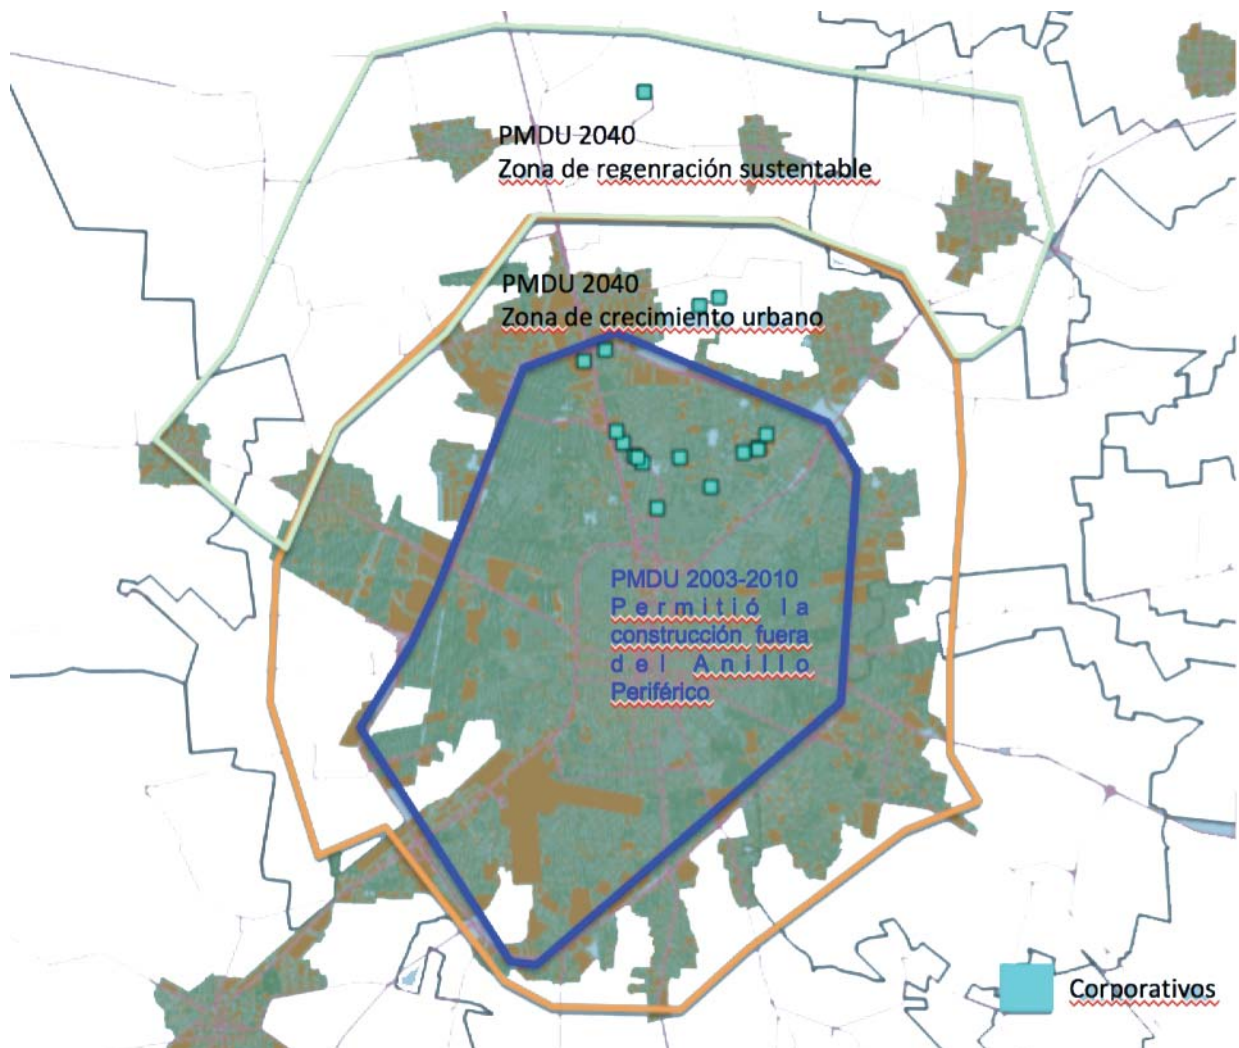 PMDU 2040
Zona de regenración sustentable
PMDU 2040
Zona de crecimiento urbano
PMDU 2003-2010
Permitió la
construcción fuera
del Anillo
Periférico
Corporativos